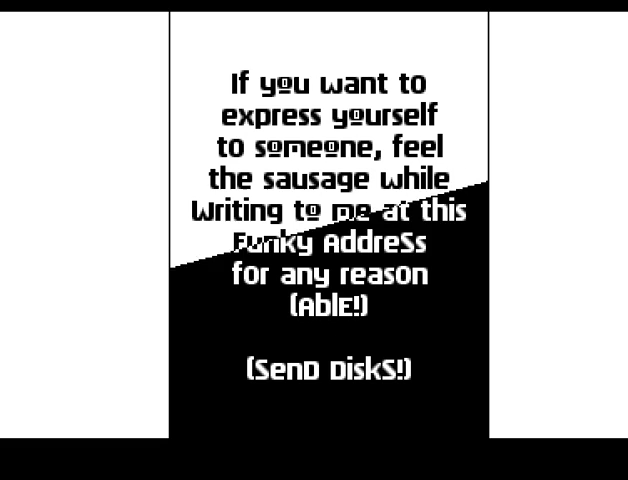 If you want to
express yourself
to someone, feel
the sausage while
Writing to me at this
Funky AddreSs
for any reason
(AblE!)
(SenD DiskS!)